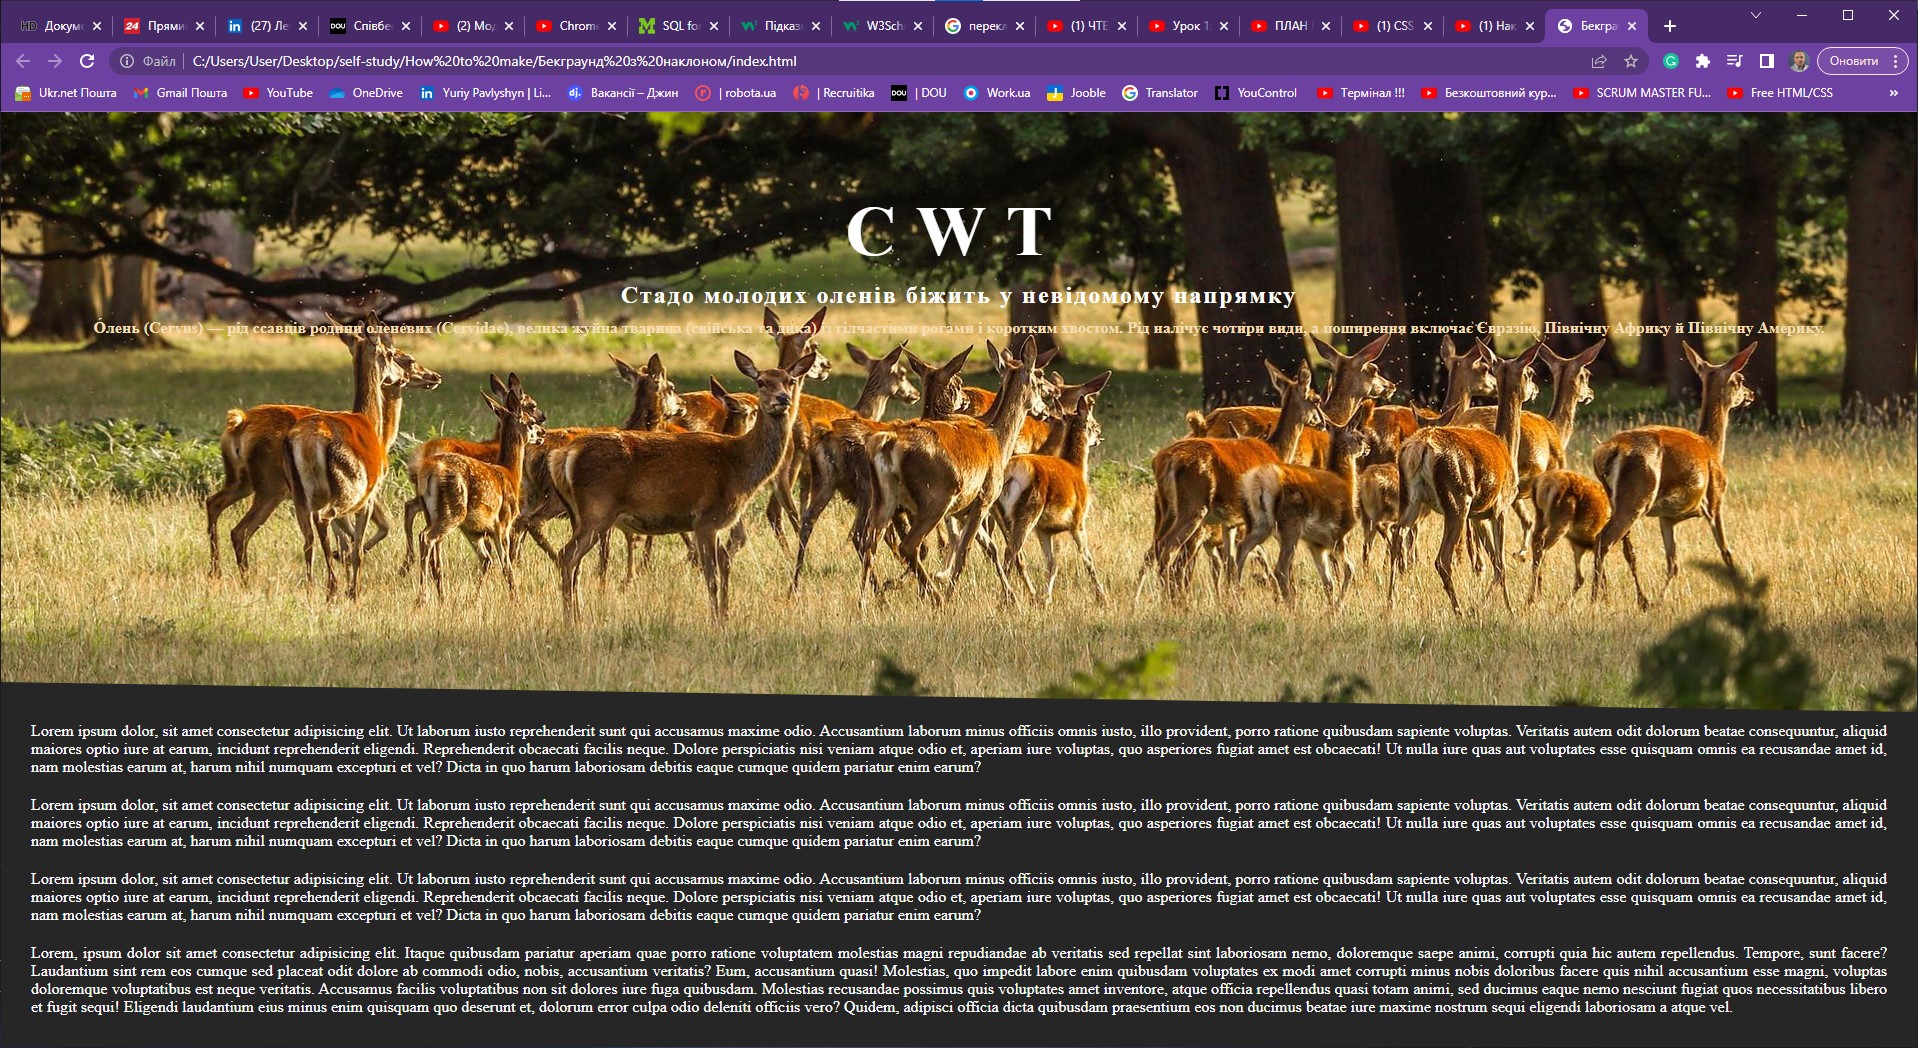 Докум
24 Прями
in (27) Ле
DOU Співбе
(2) Мод
Chrom
SQL fo
Підказ
W3Sch
перекл
(1) ЧТЕ
Урок 1
ПЛАН
(1) CSS
(1) Нак
Бекгра
Файл | C:/Users/User/Desktop/self-study/How%20to%20make/Бекграунд%20з%20наклоном/index.html
Оновити
Ukr.net Пошта
Gmail Пошта
YouTube
OneDrive
in Yuriy Pavlyshyn | Li...
dj. Вакансії – Джин
| robota.ua
| Recruitika
DOU | DOU
Work.ua
Jooble
Translator
YouControl
Термінал !!!
Безкоштовний кур...
SCRUM MASTER FU...
Free HTML/CSS
»
C W T
Стадо молодих оленів біжить у невідомому напрямку
О́лень (Cervus) — рід ссавців родини оленевих (Cervidae), велика жуйна тварина (свійська та дика) із гілчастими рогами і коротким хвостом. Рід налічує чотири види, а поширення включає Євразію, Північну Африку й Північну Америку.
Lorem ipsum dolor, sit amet consectetur adipisicing elit. Ut laborum iusto reprehenderit sunt qui accusamus maxime odio. Accusantium laborum minus officiis omnis iusto, illo provident, porro ratione quibusdam sapiente voluptas. Veritatis autem odit dolorum beatae consequuntur, aliquid
maiores optio iure at earum, incidunt reprehenderit eligendi. Reprehenderit obcaecati facilis neque. Dolore perspiciatis nisi veniam atque odio et, aperiam iure voluptas, quo asperiores fugiat amet est obcaecati! Ut nulla iure quas aut voluptates esse quisquam omnis ea recusandae amet id,
nam molestias earum at, harum nihil numquam excepturi et vel? Dicta in quo harum laboriosam debitis eaque cumque quidem pariatur enim earum?
Lorem ipsum dolor, sit amet consectetur adipisicing elit. Ut laborum iusto reprehenderit sunt qui accusamus maxime odio. Accusantium laborum minus officiis omnis iusto, illo provident, porro ratione quibusdam sapiente voluptas. Veritatis autem odit dolorum beatae consequuntur, aliquid
maiores optio iure at earum, incidunt reprehenderit eligendi. Reprehenderit obcaecati facilis neque. Dolore perspiciatis nisi veniam atque odio et, aperiam iure voluptas, quo asperiores fugiat amet est obcaecati! Ut nulla iure quas aut voluptates esse quisquam omnis ea recusandae amet id,
nam molestias earum at, harum nihil numquam excepturi et vel? Dicta in quo harum laboriosam debitis eaque cumque quidem pariatur enim earum?
Lorem ipsum dolor, sit amet consectetur adipisicing elit. Ut laborum iusto reprehenderit sunt qui accusamus maxime odio. Accusantium laborum minus officiis omnis iusto, illo provident, porro ratione quibusdam sapiente voluptas. Veritatis autem odit dolorum beatae consequuntur, aliquid
maiores optio iure at earum, incidunt reprehenderit eligendi. Reprehenderit obcaecati facilis neque. Dolore perspiciatis nisi veniam atque odio et, aperiam iure voluptas, quo asperiores fugiat amet est obcaecati! Ut nulla iure quas aut voluptates esse quisquam omnis ea recusandae amet id,
nam molestias earum at, harum nihil numquam excepturi et vel? Dicta in quo harum laboriosam debitis eaque cumque quidem pariatur enim earum?
Lorem, ipsum dolor sit amet consectetur adipisicing elit. Itaque quibusdam pariatur aperiam quae porro ratione voluptatem molestias magni repudiandae ab veritatis sed repellat sint laboriosam nemo, doloremque saepe animi, corrupti quia hic autem repellendus. Tempore, sunt facere?
Laudantium sint rem eos cumque sed placeat odit dolore ab commodi odio, nobis, accusantium veritatis? Eum, accusantium quasi! Molestias, quo impedit labore enim quibusdam voluptates ex modi amet corrupti minus nobis doloribus facere quis nihil accusantium esse magni, voluptas
doloremque voluptatibus est neque veritatis. Accusamus facilis voluptatibus non sit dolores iure fuga quibusdam. Molestias recusandae possimus quis voluptates amet inventore, atque officia repellendus quasi totam animi, sed ducimus eaque nemo nesciunt fugiat quos necessitatibus libero
et fugit sequi! Eligendi laudantium eius minus enim quisquam quo deserunt et, dolorum error culpa odio deleniti officiis vero? Quidem, adipisci officia dicta quibusdam praesentium eos non ducimus beatae iure maxime nostrum sequi eligendi laboriosam a atque vel.